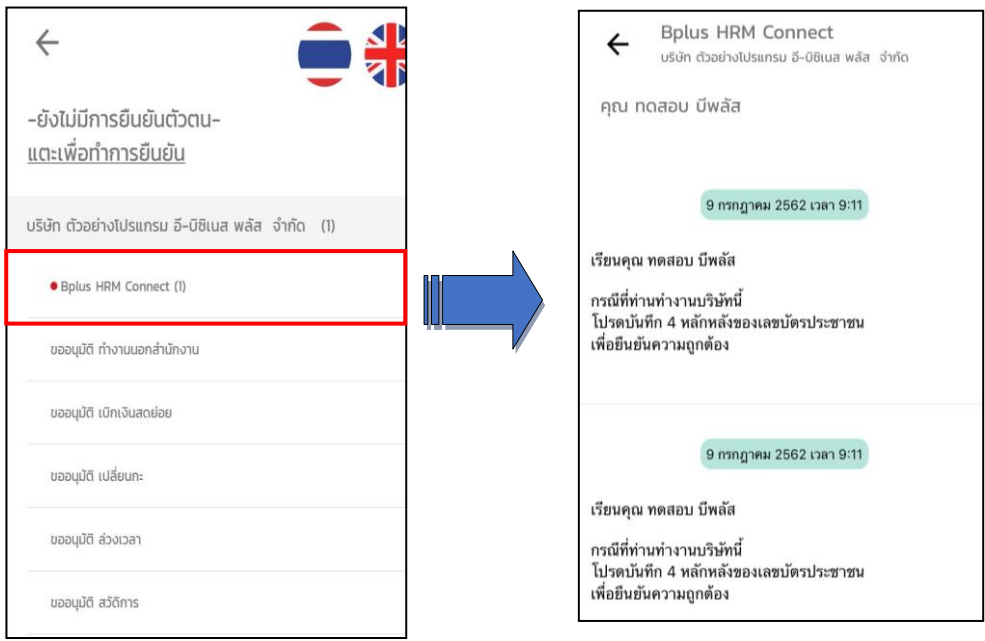 -ยังไม่มีการยืนยันตัวตน-
แตะเพื่อทำการยืนยัน
บริษัท ตัวอย่างโปรแกรม อี-บิซิเนส พลัส จำกัด (1)
Bplus HRM Connect (1)
ขออนุมัติ ทำงานนอกสำนักงาน
ขออนุมัติ เบิกเงินสดย่อย
ขออนุมัติ เปลี่ยนกะ
ขออนุมัติ ล่วงเวลา
ขออนุมัติ สวัดิการ
Bplus HRM Connect
บริษัท ตัวอย่างโปรแกรม อี-บิซิเนส พลัส จำกัด
คุณ ทดสอบ บีพลัส
9 กรกฎาคม 2562 เวลา 9:11
เรียนคุณ ทดสอบ บีพลัส
กรณีที่ท่านทำงานบริษัทนี้
โปรดบันทึก 4 หลักหลังของเลขบัตรประชาชน
เพื่อยืนยันความถูกต้อง
9 กรกฎาคม 2562 เวลา 9:11
เรียนคุณ ทดสอบ บีพลัส
กรณีที่ท่านทำงานบริษัทนี้
โปรดบันทึก 4 หลักหลังของเลขบัตรประชาชน
เพื่อยืนยันความถูกต้อง